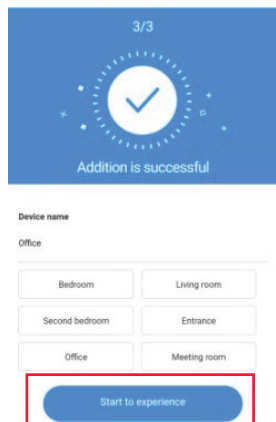 3/3
Addition is successful
Device name
Office
Bedroom
Living room
Second bedroom
Entrance
Office
Meeting room
Start to experience